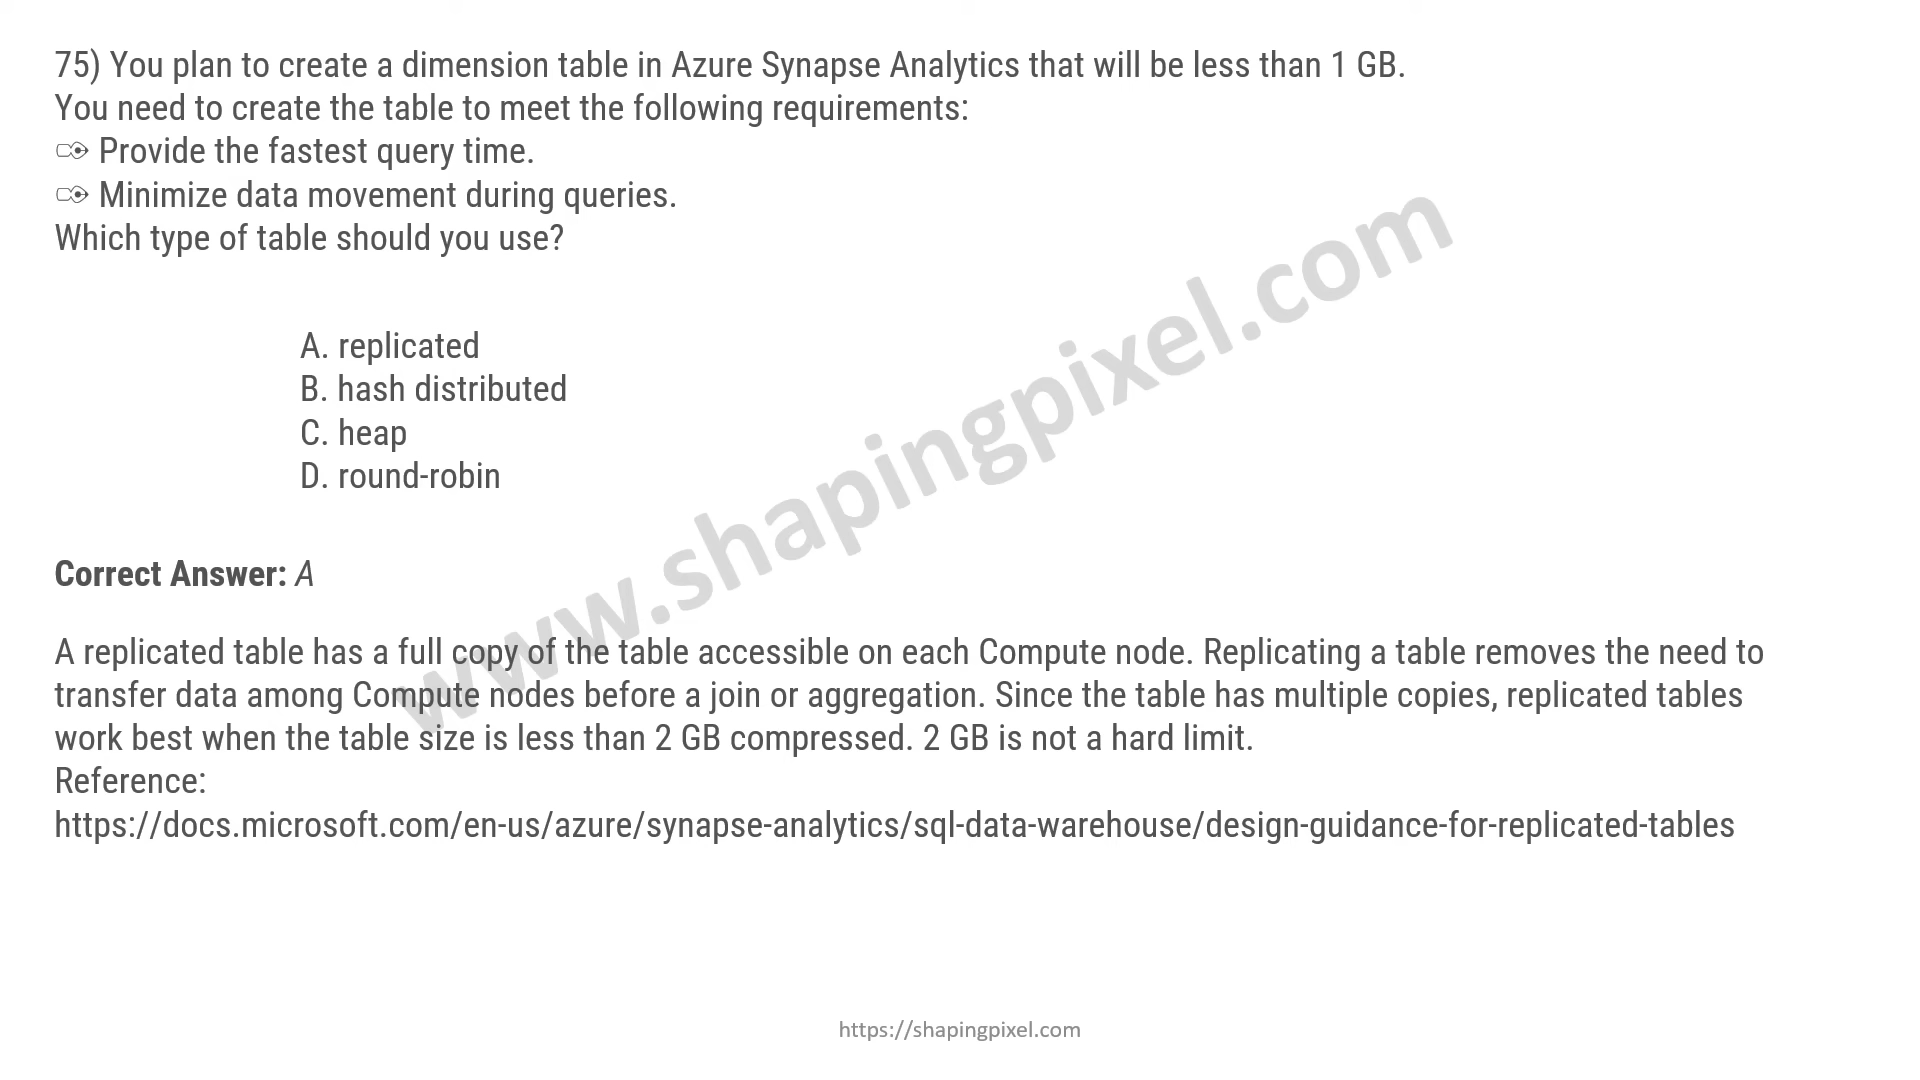 75) You plan to create a dimension table in Azure Synapse Analytics that will be less than 1 GB.
You need to create the table to meet the following requirements:
✑ Provide the fastest query time.
✑ Minimize data movement during queries.
Which type of table should you use?
A. replicated
B. hash distributed
C. heap
D. round-robin
www.shapingpixel.com
Correct Answer: A
A replicated table has a full copy of the table accessible on each Compute node. Replicating a table removes the need to
transfer data among Compute nodes before a join or aggregation. Since the table has multiple copies, replicated tables
work best when the table size is less than 2 GB compressed. 2 GB is not a hard limit.
Reference:
https://docs.microsoft.com/en-us/azure/synapse-analytics/sql-data-warehouse/design-guidance-for-replicated-tables
https://shapingpixel.com